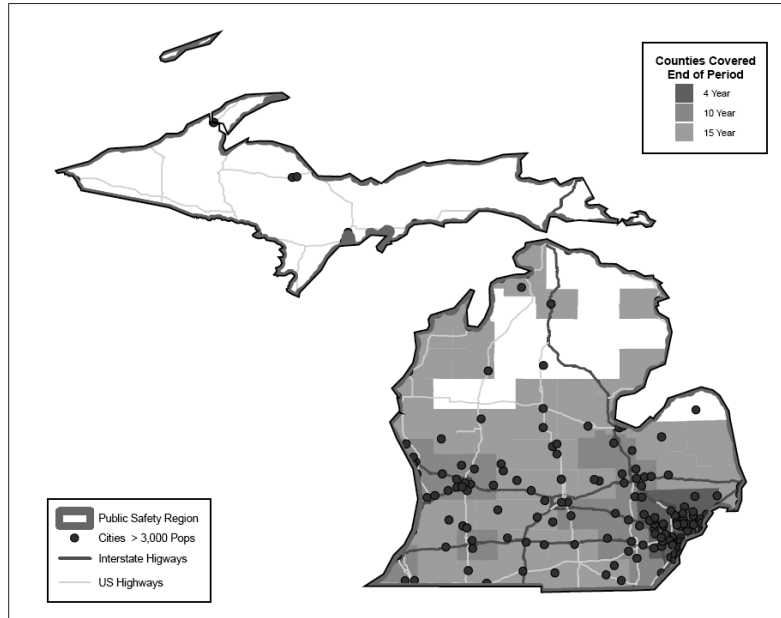 Counties Covered
End of Period
4 Year
10 Year
15 Year
Public Safety Region
Cities > 3,000 Pops
Interstate Higways
US Highways